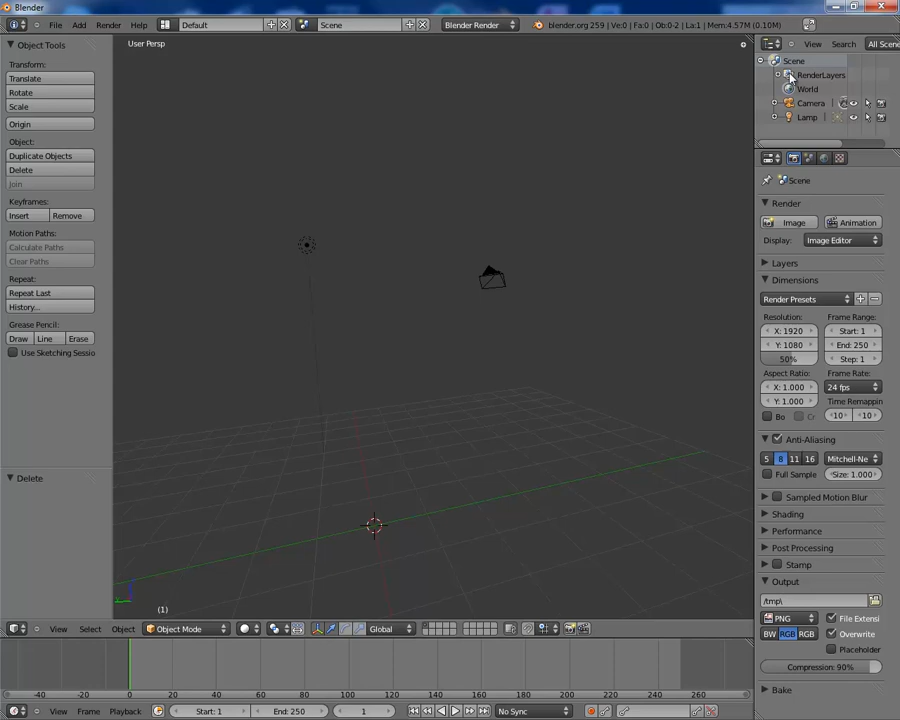 Blender
File Add Render Help Default Scene Blender Render blender.org 259 | Ve:0 | Fa:0 | Ob:0-2 | La:1 | Mem:4.57M (0.10M)
Object Tools
Transform:
Translate
Rotate
Scale
Origin
Object:
Duplicate Objects
Delete
Join
Keyframes:
Insert Remove
Motion Paths:
Calculate Paths
Clear Paths
Repeat:
Repeat Last
History...
Grease Pencil:
Draw Line Erase
Use Sketching Sessio
Delete
User Persp
(1)
View Search All Scene
Scene
RenderLayers
World
Camera
Lamp
Scene
Render
Image Animation
Display: Image Editor
Layers
Dimensions
Render Presets
Resolution: Frame Range:
X: 1920 Start: 1
Y: 1080 End: 250
50% Step: 1
Aspect Ratio: Frame Rate:
X: 1.000 24 fps
Y: 1.000 Time Remappin
Bo Cr 10 10
Anti-Aliasing
5 8 11 16 Mitchell-Ne
Full Sample Size: 1.000
Sampled Motion Blur
Shading
Performance
Post Processing
Stamp
Output
/tmp\
PNG File Extensi
BW RGB RGB Overwrite
Placeholder
Compression: 90%
Bake
View Select Object Object Mode Global
-40 -20 0 20 40 60 80 100 120 140 160 180 200 220 240 260
View Frame Playback Start: 1 End: 250 1 No Sync